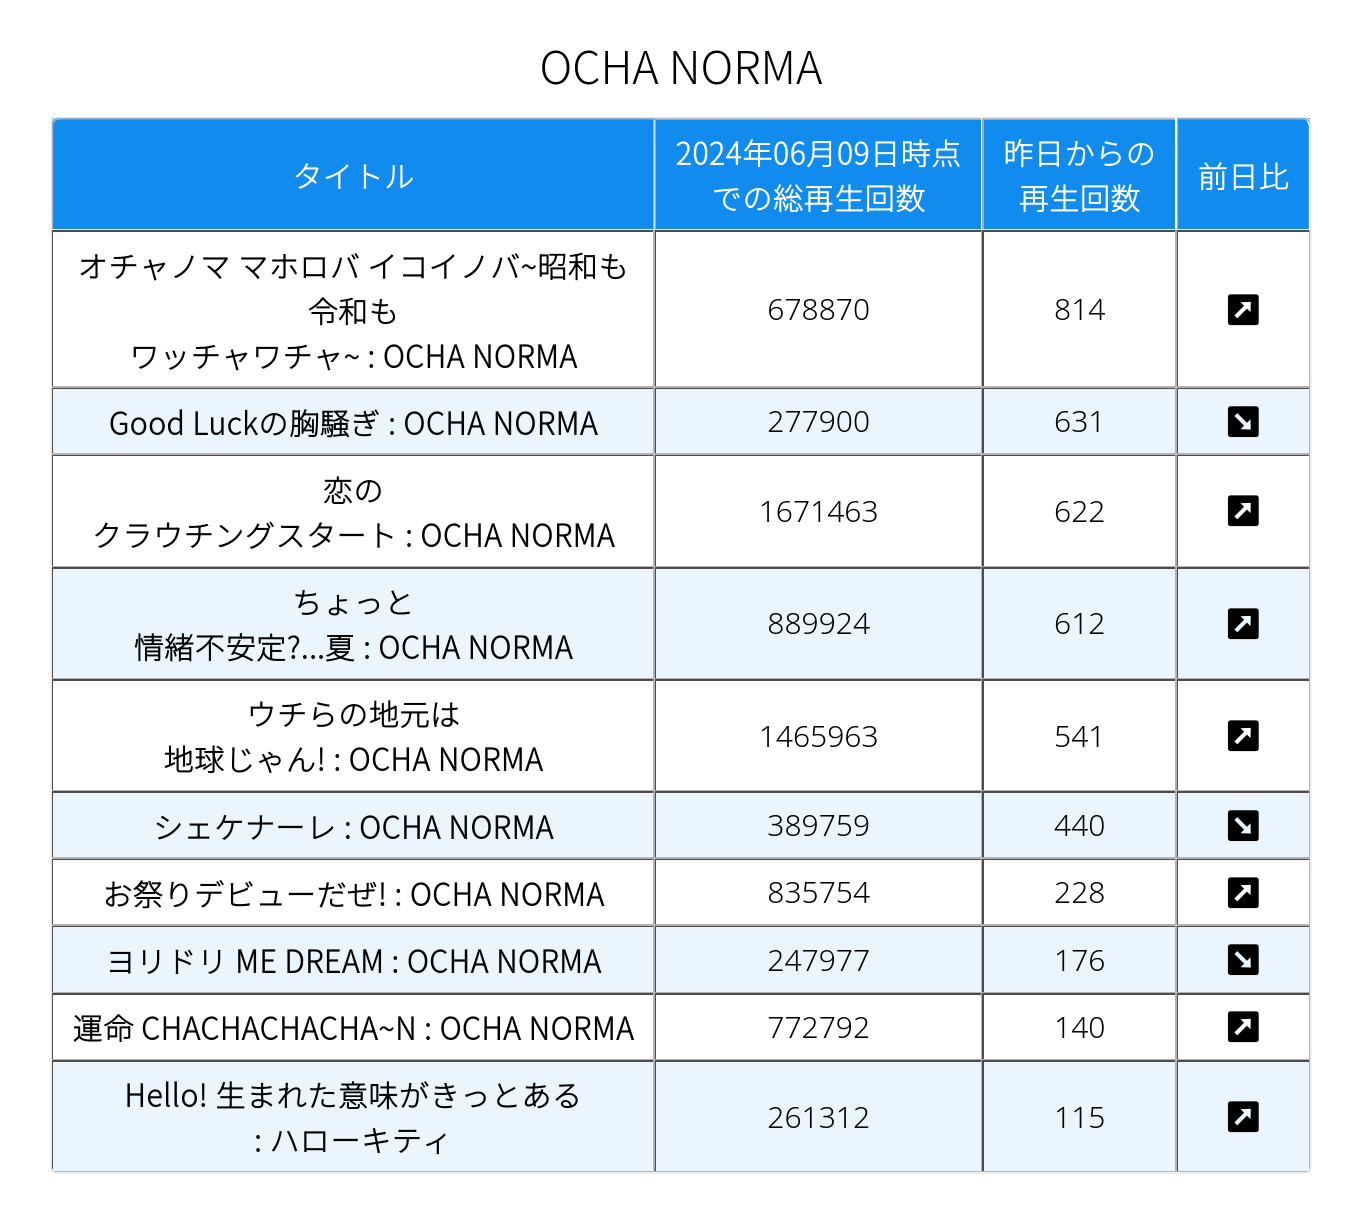 OCHA NORMA
タイトル
2024年06月09日時点
での総再生回数
昨日からの
再生回数
前日比
オチャノマ マホロバ イコイノバ~昭和も
令和も
ワッチャワチャ~ : OCHA NORMA
678870
814
Good Luckの胸騒ぎ : OCHA NORMA
277900
631
恋の
クラウチングスタート : OCHA NORMA
1671463
622
ちょっと
情緒不安定?...夏 : OCHA NORMA
889924
612
ウチらの地元は
地球じゃん! : OCHA NORMA
1465963
541
シェケナーレ : OCHA NORMA
389759
440
お祭りデビューだぜ! : OCHA NORMA
835754
228
ヨリドリ ME DREAM : OCHA NORMA
247977
176
運命 CHACHACHACHA~N : OCHA NORMA
772792
140
Hello! 生まれた意味がきっとある
: ハローキティ
261312
115